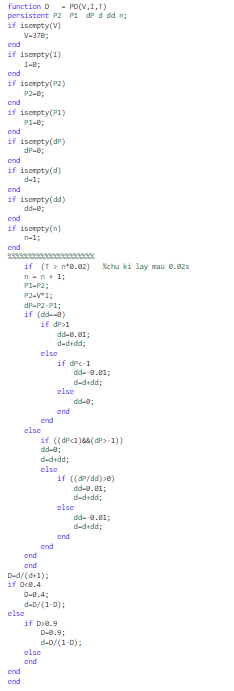 function D = PO(V,I,T)
persistent P2 P1 dP d dd n;
if isempty(V)
V=370;
end
if isempty(I)
I=0;
end
if isempty(P2)
P2=0;
end
if isempty(P1)
P1=0;
end
if isempty(dP)
dP=0;
end
if isempty(d)
d=1;
end
if isempty(dd)
dd=0;
end
if isempty(n)
n=1;
end
%%%%%%%%%%%%%%%%%%%%%
if (T > n*0.02) %chu ki lay mau 0.02s
n = n + 1;
P1=P2;
P2=V*I;
dP=P2-P1;
if (dd==0)
if dP>1
dd=0.01;
d=d+dd;
else
if dP<-1
dd=-0.01;
d=d+dd;
else
dd=0;
end
end
else
if ((dP<1)&&(dP>-1))
dd=0;
d=d+dd;
else
if ((dP/dd)>0)
dd=0.01;
d=d+dd;
else
dd=-0.01;
d=d+dd;
end
end
end
end
D=d/(d+1);
if D<0.4
D=0.4;
d=D/(1-D);
else
if D>0.9
D=0.9;
d=D/(1-D);
else
end
end
end